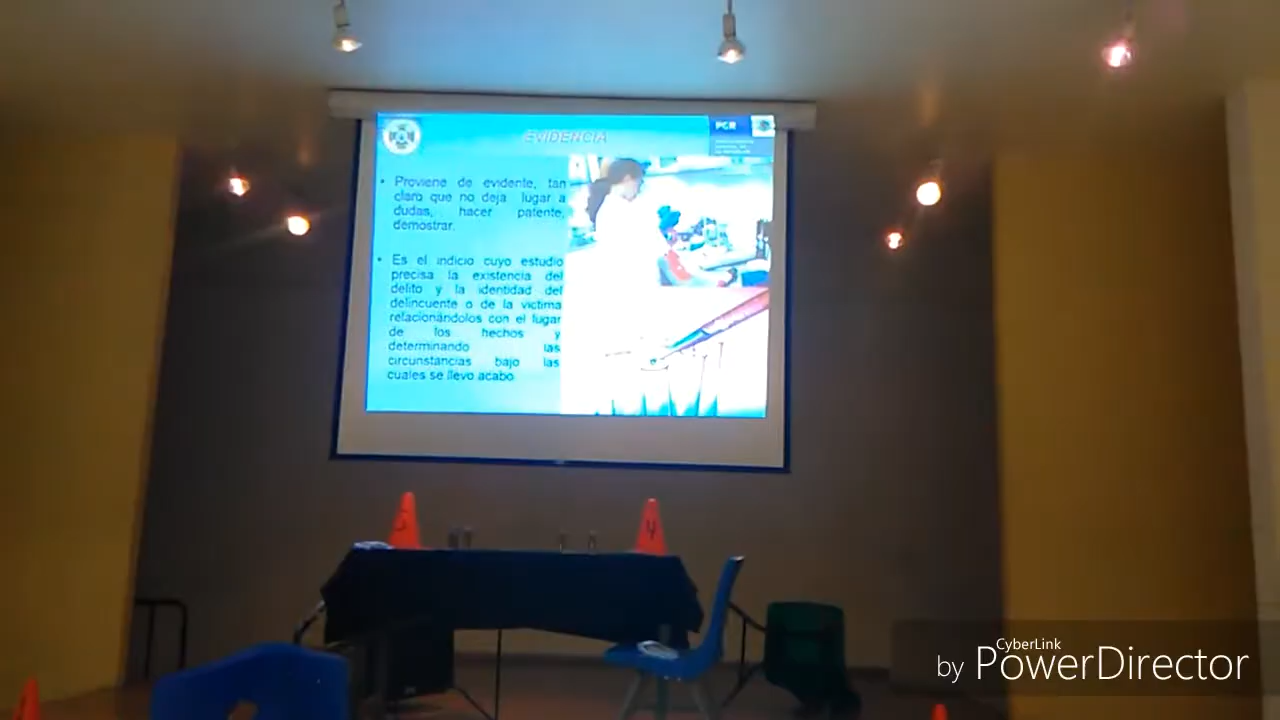 EVIDENCIA
PGR
• Proviene de evidente, tan
claro que no deja lugar a
dudas, hacer patente,
demostrar.
• Es el indicio cuyo estudio
precisa la existencia del
delito y la identidad del
delincuente o de la victima
relacionándolos con el lugar
de los hechos y
determinando las
circunstancias bajo las
cuales se llevo acabo
4
CyberLink
by PowerDirector